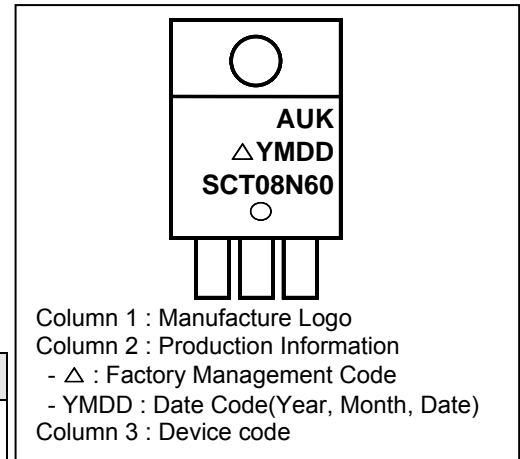 AUK
△YMDD
SCT08N60
Column 1 : Manufacture Logo
Column 2 : Production Information
- △ : Factory Management Code
- YMDD : Date Code(Year, Month, Date)
Column 3 : Device code